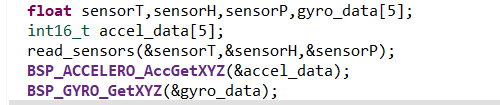 float sensorT,sensorH,sensorP,gyro_data[5];
int16_t accel_data[5];
read_sensors(&sensorT,&sensorH,&sensorP);
BSP_ACCELERO_AccGetXYZ(&accel_data);
BSP_GYRO_GetXYZ(&gyro_data);